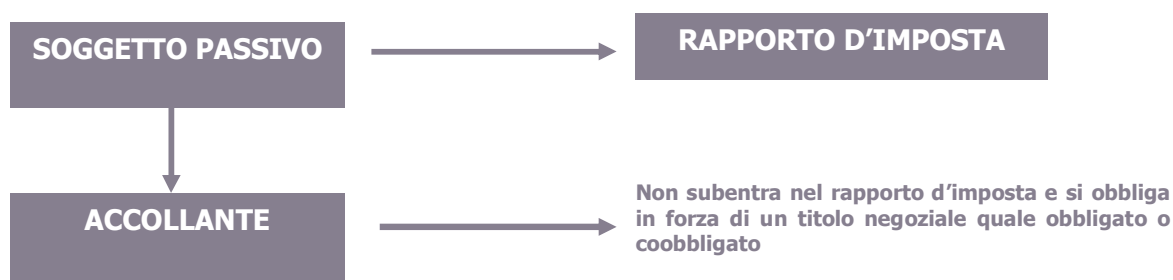 SOGGETTO PASSIVO
RAPPORTO D’IMPOSTA
ACCOLLANTE
Non subentra nel rapporto d’imposta e si obbliga
in forza di un titolo negoziale quale obbligato o
coobbligato